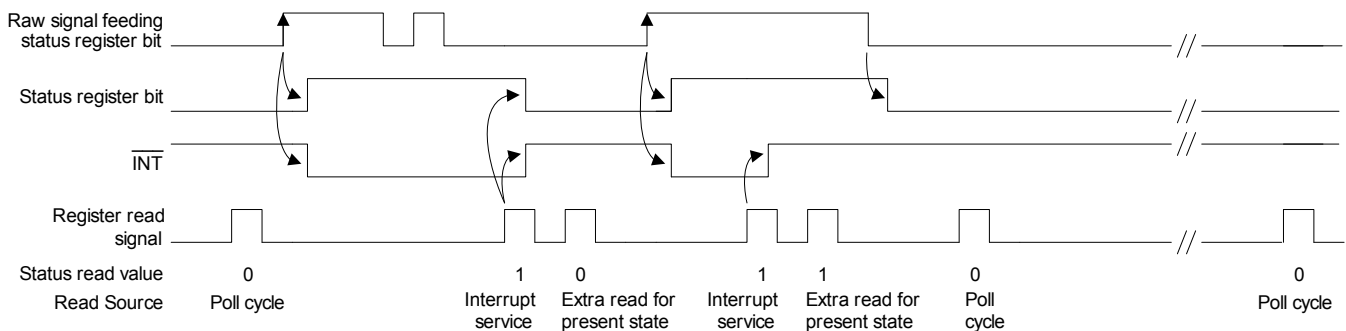 Raw signal feeding
status register bit
Status register bit
INT
Register read
signal
Status read value 0 1 0 1 1 0 0
Read Source Poll cycle Interrupt service Extra read for present state Interrupt service Extra read for present state Poll cycle Poll cycle